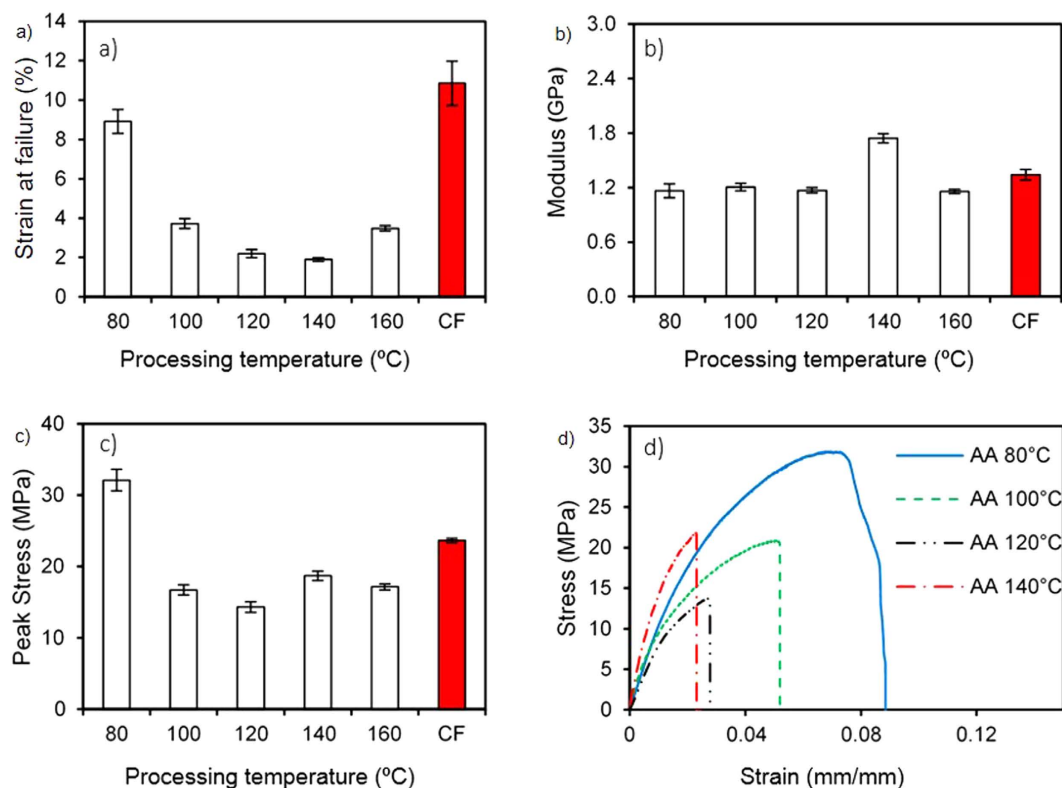 a)
a)
Strain at failure (%)
14
12
10
8
6
4
2
0
80 100 120 140 160 CF
Processing temperature (ºC)
b)
b)
Modulus (GPa)
3.0
2.4
1.8
1.2
0.6
0.0
80 100 120 140 160 CF
Processing temperature (ºC)
c)
c)
Peak Stress (MPa)
40
30
20
10
0
80 100 120 140 160 CF
Processing temperature (ºC)
d)
d)
Stress (MPa)
35
30
25
20
15
10
5
0
0 0.04 0.08 0.12
Strain (mm/mm)
AA 80°C
AA 100°C
AA 120°C
AA 140°C